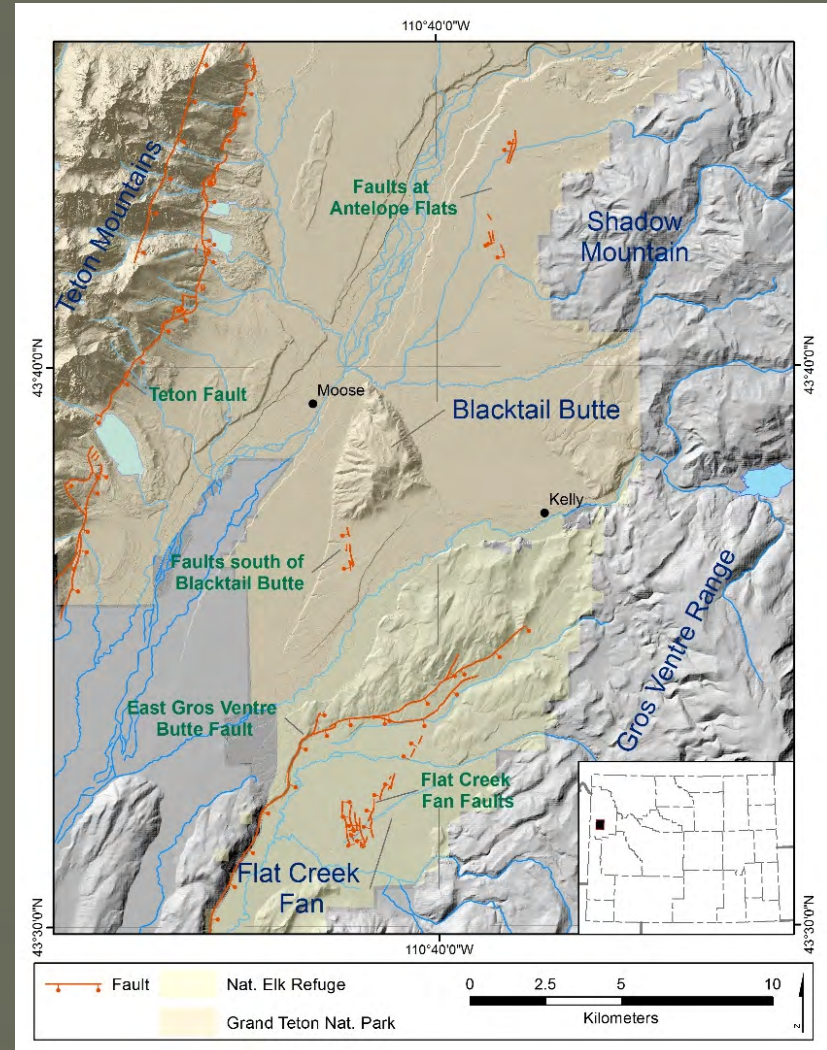 110°40'0"W
Teton Mountains
Faults at
Antelope Flats
Shadow
Mountain
43°40'0"N
43°40'0"N
Teton Fault
Moose
Blacktail Butte
Kelly
Faults south of
Blacktail Butte
Gros Ventre Range
East Gros Ventre
Butte Fault
Flat Creek
Fan Faults
Flat Creek
Fan
43°30'0"N
43°30'0"N
110°40'0"W
Fault
Nat. Elk Refuge
Grand Teton Nat. Park
0 2.5 5 10
Kilometers
N